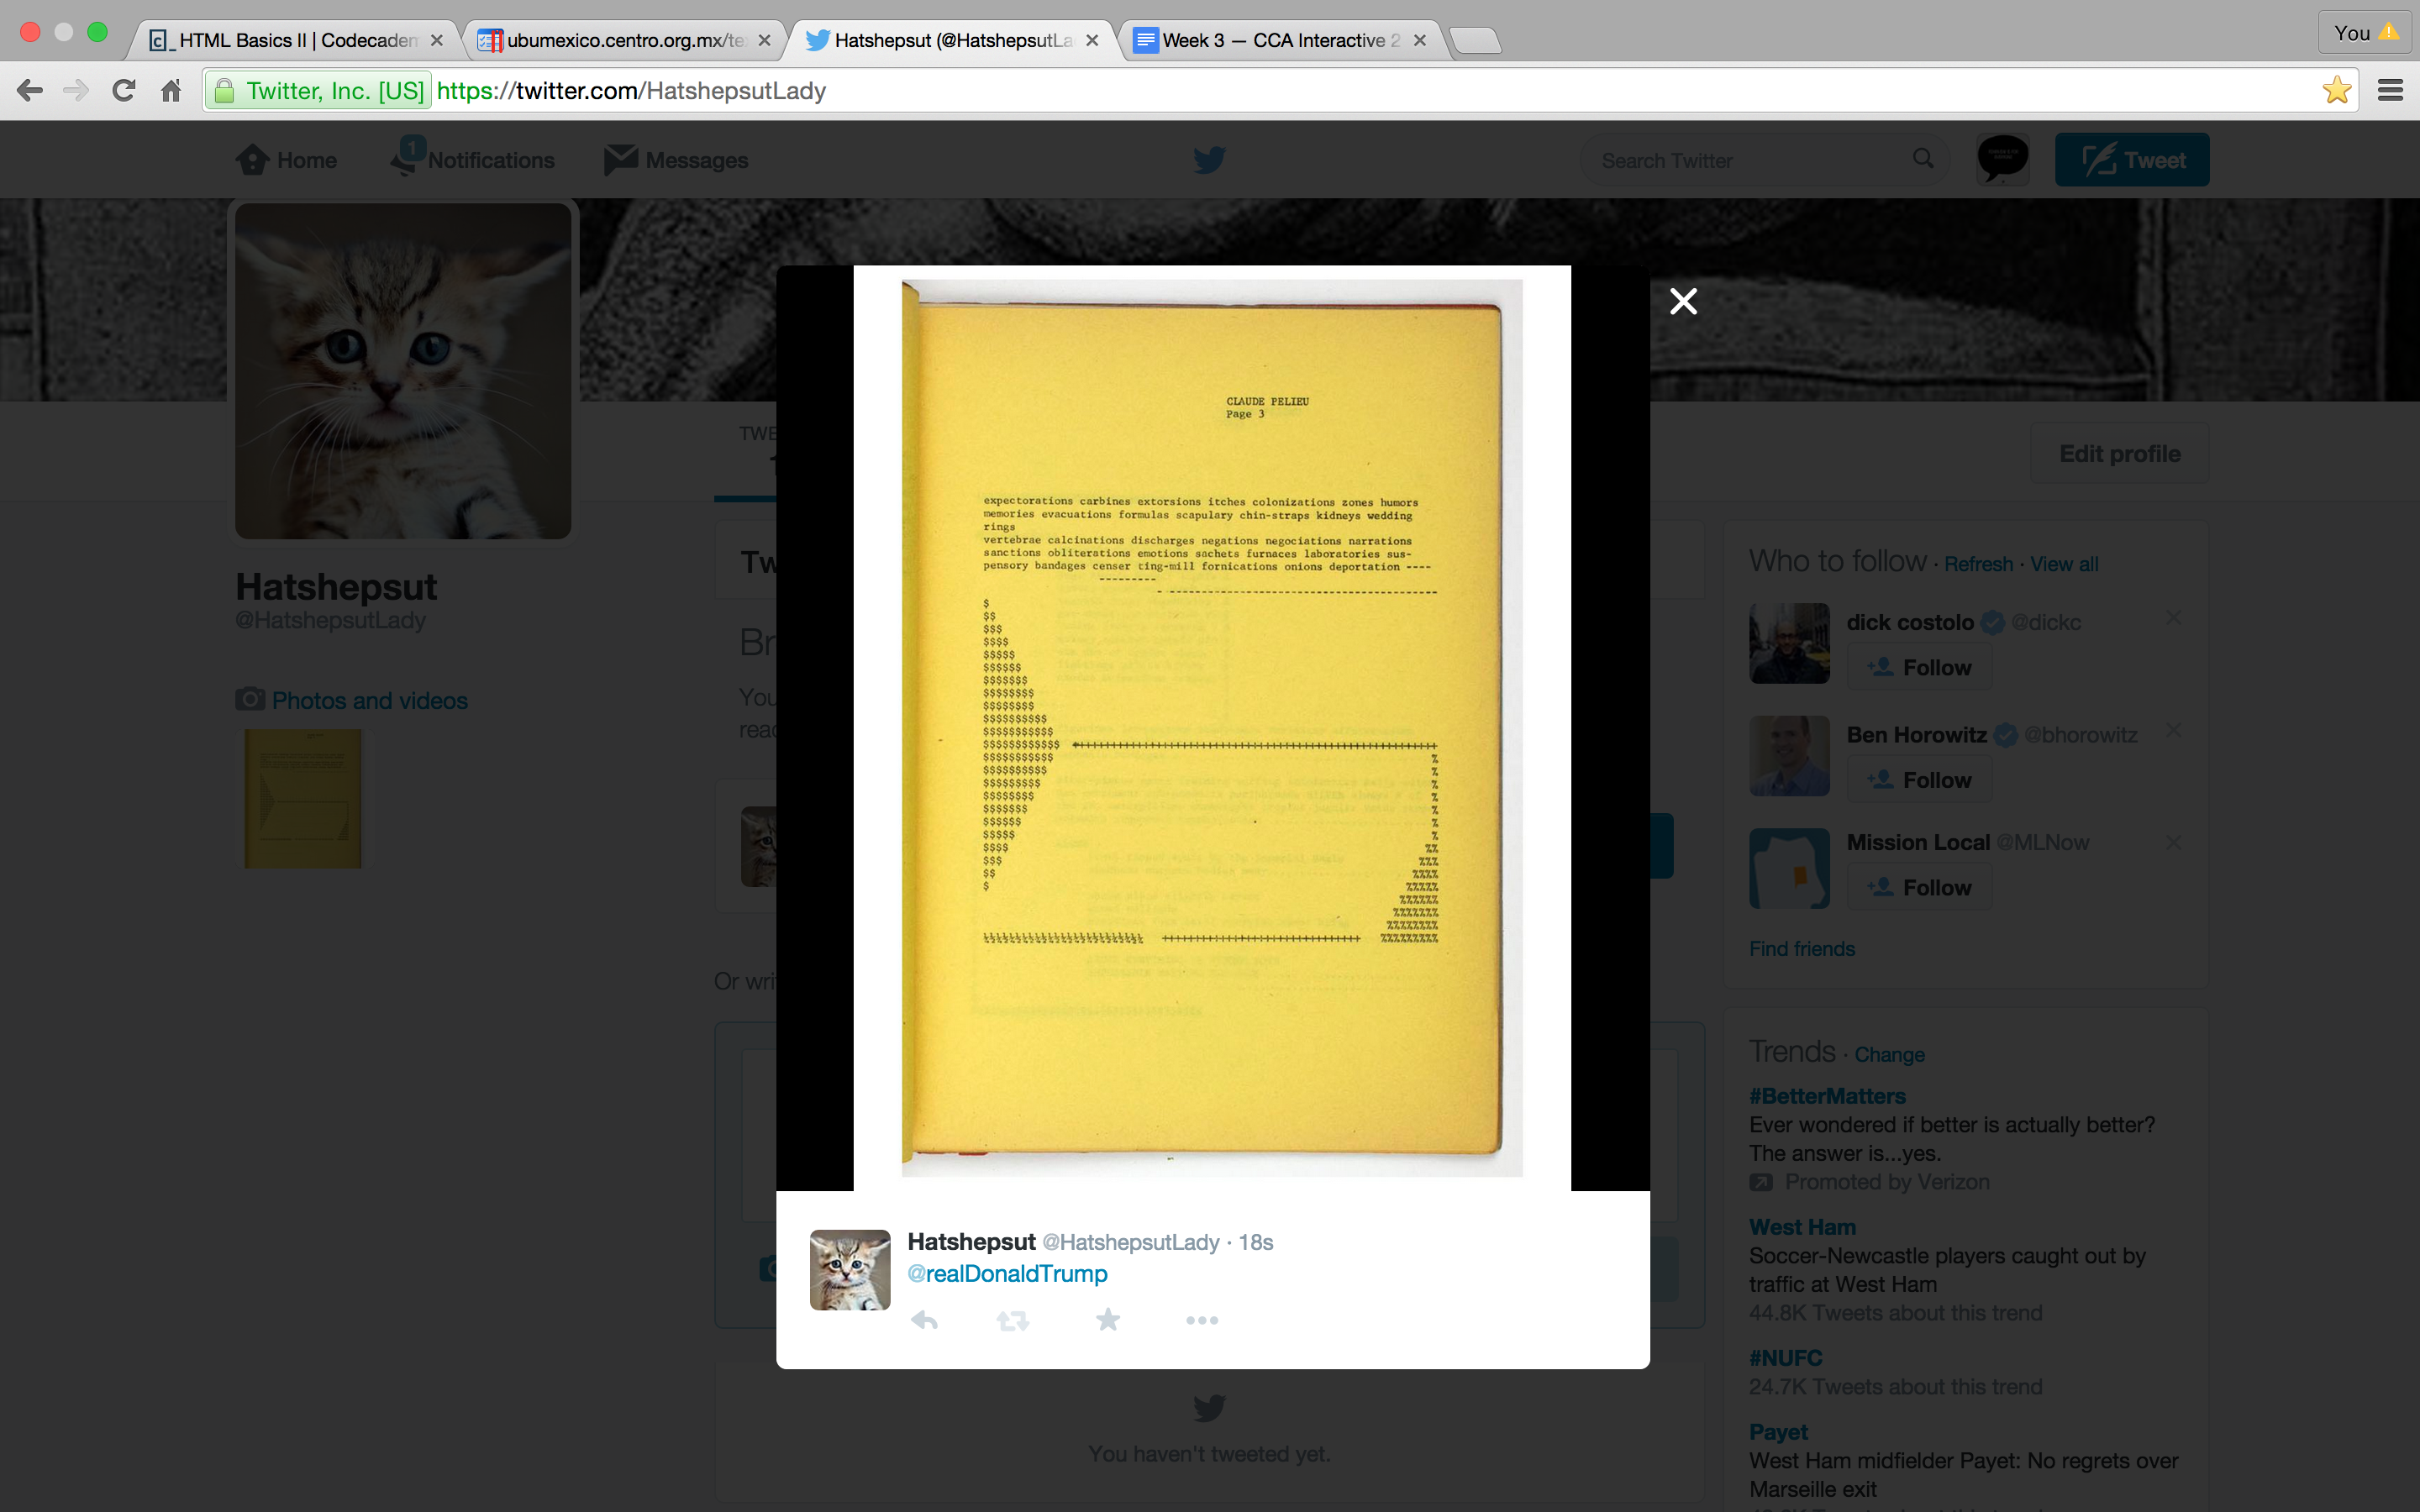 HTML Basics II | Codecadem
ubumexico.centro.org.mx/te
Hatshepsut (@HatshepsutLa
Week 3 — CCA Interactive 2
You
Twitter, Inc. [US] https://twitter.com/HatshepsutLady
Home
1
Notifications
Messages
Search Twitter
Tweet
TWE
1
Edit profile
CLAUDE PELIEU
Page 3
expectorations carbines extorsions itches colonizations zones humors
memories evacuations formulas scapulary chin-straps kidneys wedding
rings
vertebrae calcinations discharges negations negociations narrations
sanctions obliterations emotions sachets furnaces laboratories sus-
pensory bandages censer ting-mill fornications onions deportation ----
---------
- ------------------------------------------
$
$$
$$$
$$$$
$$$$$
$$$$$$
$$$$$$$
$$$$$$$$
$$$$$$$$
$$$$$$$$$$
$$$$$$$$$$$
$$$$$$$$$$$$ +++++++++++++++++++++++++++++++++++++++++++++++++++++++++
$$$$$$$$$$$ %
$$$$$$$$$$ %
$$$$$$$$$ %
$$$$$$$$ %
$$$$$$$ %
$$$$$$ %
$$$$$ %
$$$$ %%
$$$ %%%
$$ %%%%
$ %%%%%
%%%%%%
%%%%%%%
%%%%%%%%
%%%%%%%%%
Hatshepsut
@HatshepsutLady
Photos and videos
Tw
Br
You
read
Or wri
Hatshepsut @HatshepsutLady · 18s
@realDonaldTrump
You haven't tweeted yet.
Who to follow · Refresh · View all
dick costolo @dickc
Follow
Ben Horowitz @bhorowitz
Follow
Mission Local @MLNow
Follow
Find friends
Trends · Change
#BetterMatters
Ever wondered if better is actually better?
The answer is...yes.
Promoted by Verizon
West Ham
Soccer-Newcastle players caught out by
traffic at West Ham
44.8K Tweets about this trend
#NUFC
24.7K Tweets about this trend
Payet
West Ham midfielder Payet: No regrets over
Marseille exit